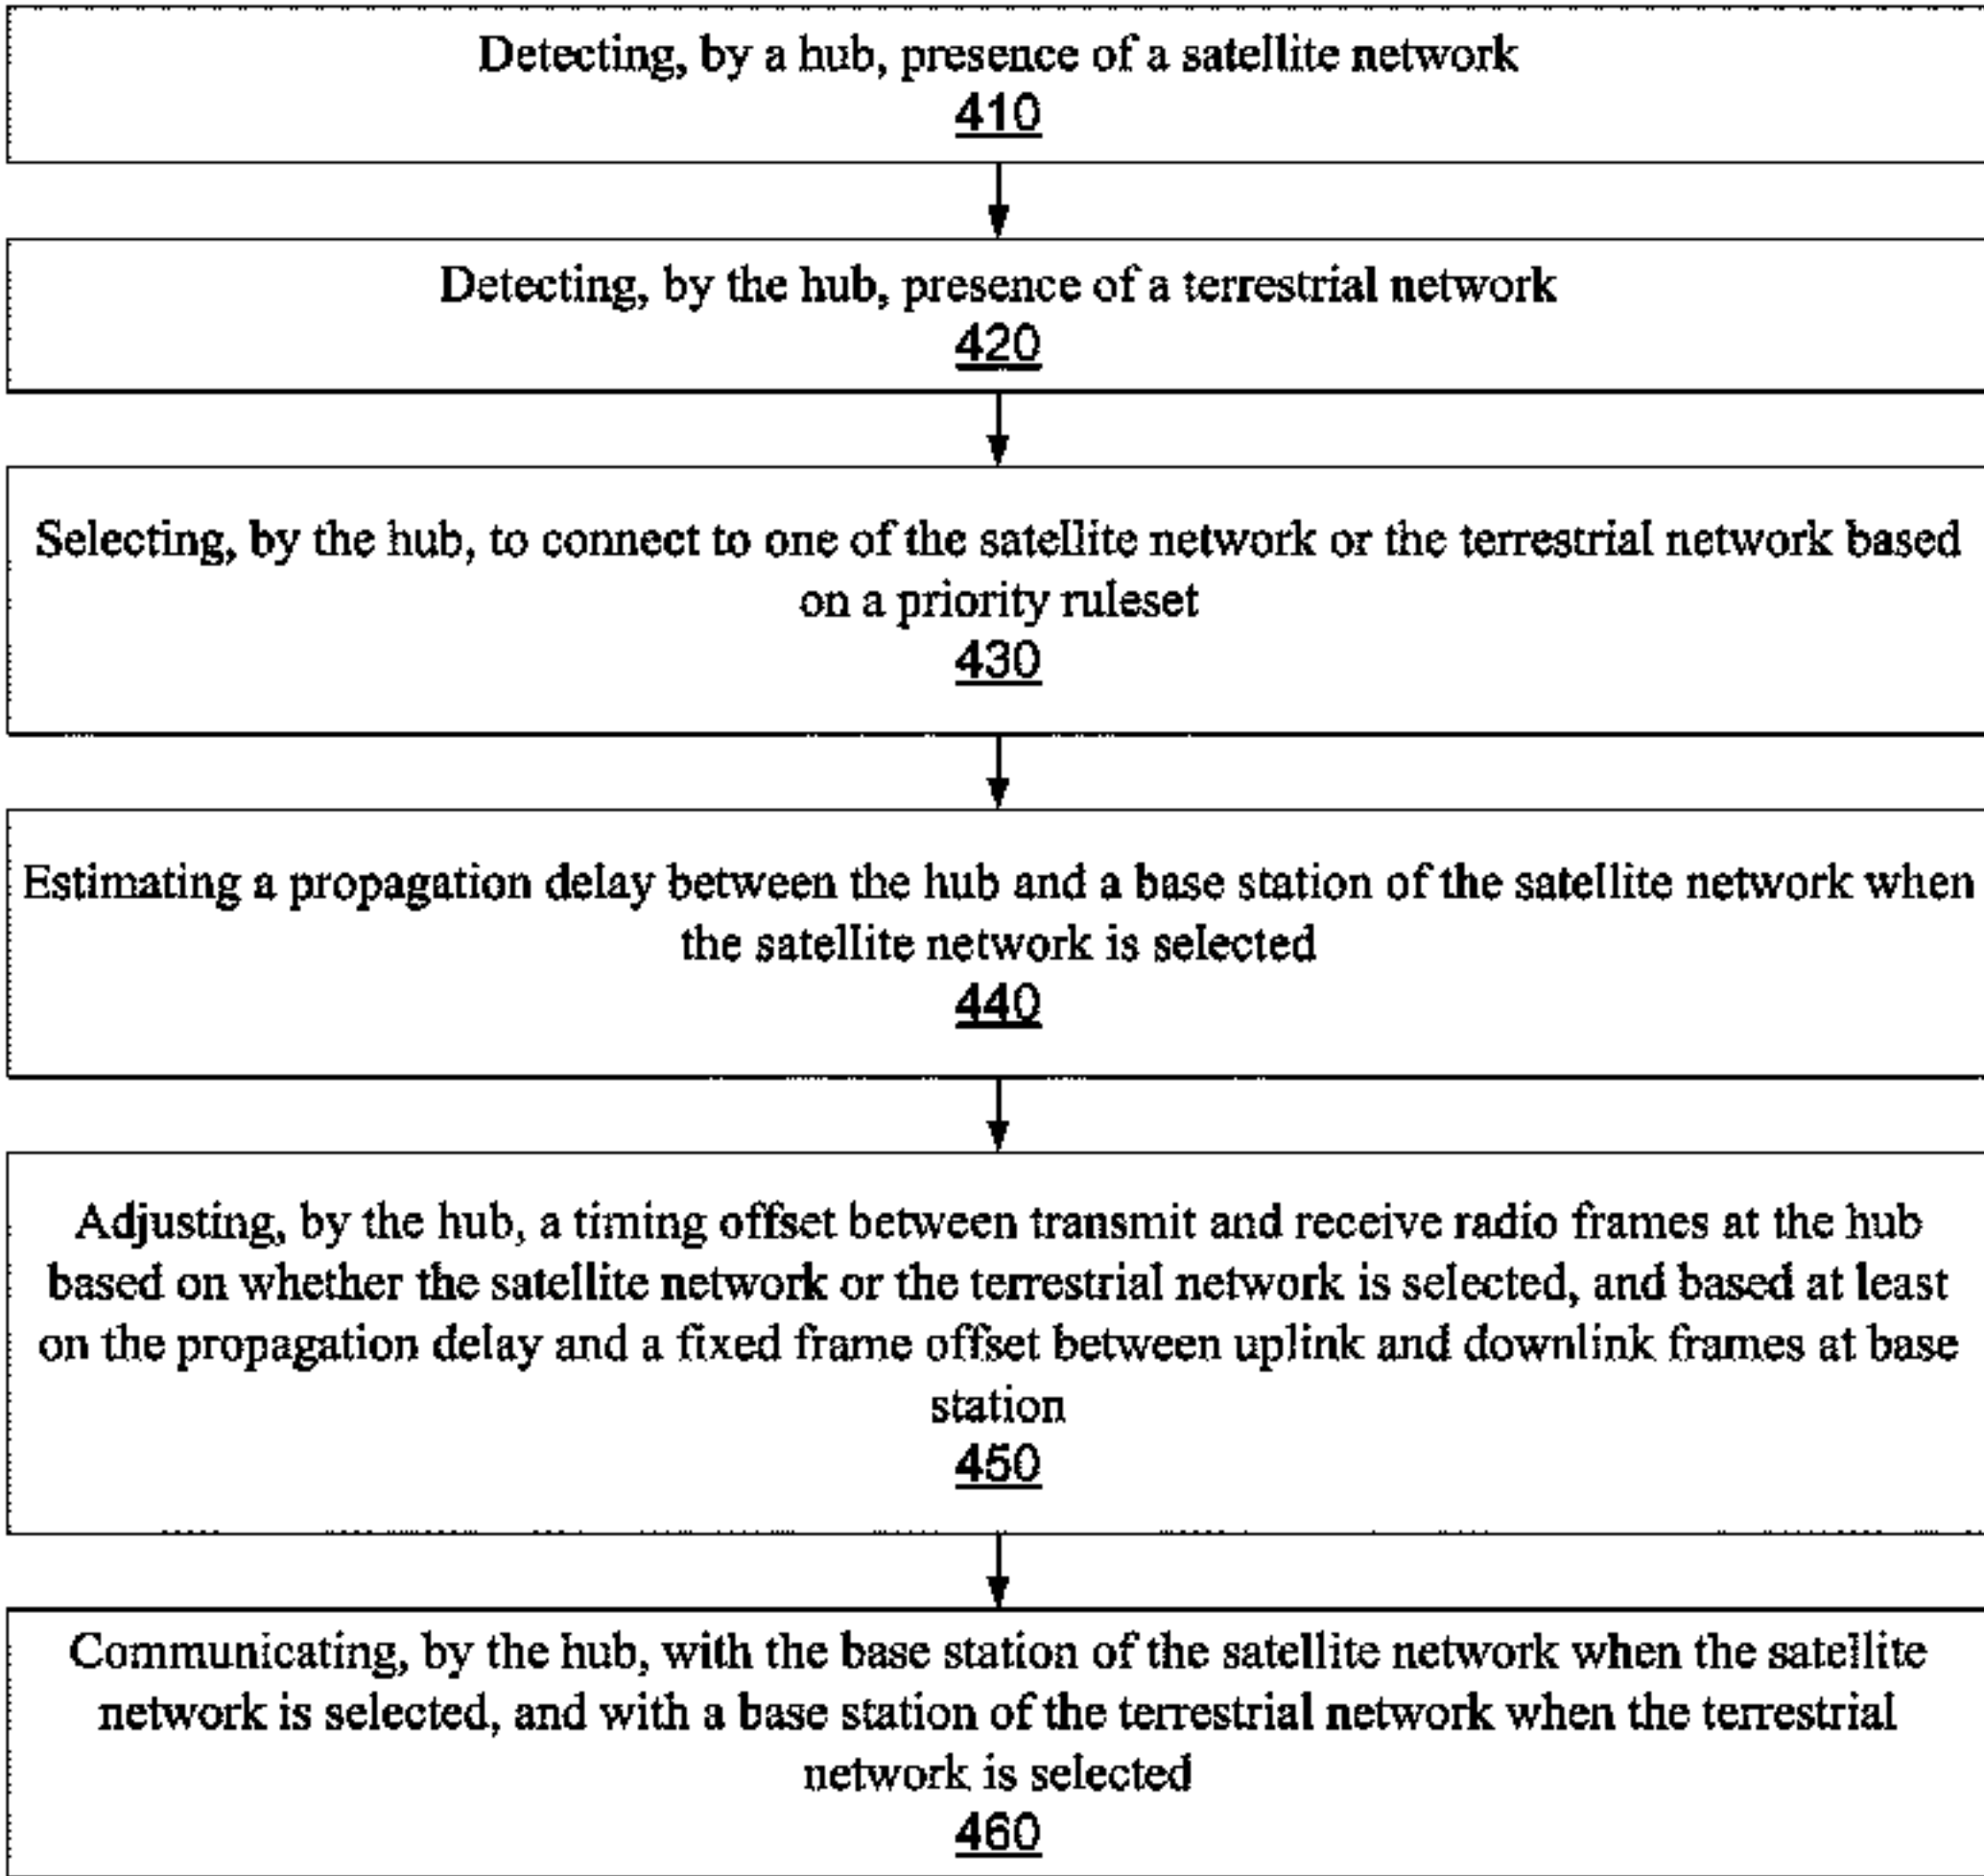 Detecting, by a hub, presence of a satellite network
410
Detecting, by the hub, presence of a terrestrial network
420
Selecting, by the hub, to connect to one of the satellite network or the terrestrial network based
on a priority ruleset
430
Estimating a propagation delay between the hub and a base station of the satellite network when
the satellite network is selected
440
Adjusting, by the hub, a timing offset between transmit and receive radio frames at the hub
based on whether the satellite network or the terrestrial network is selected, and based at least
on the propagation delay and a fixed frame offset between uplink and downlink frames at base
station
450
Communicating, by the hub, with the base station of the satellite network when the satellite
network is selected, and with a base station of the terrestrial network when the terrestrial
network is selected
460